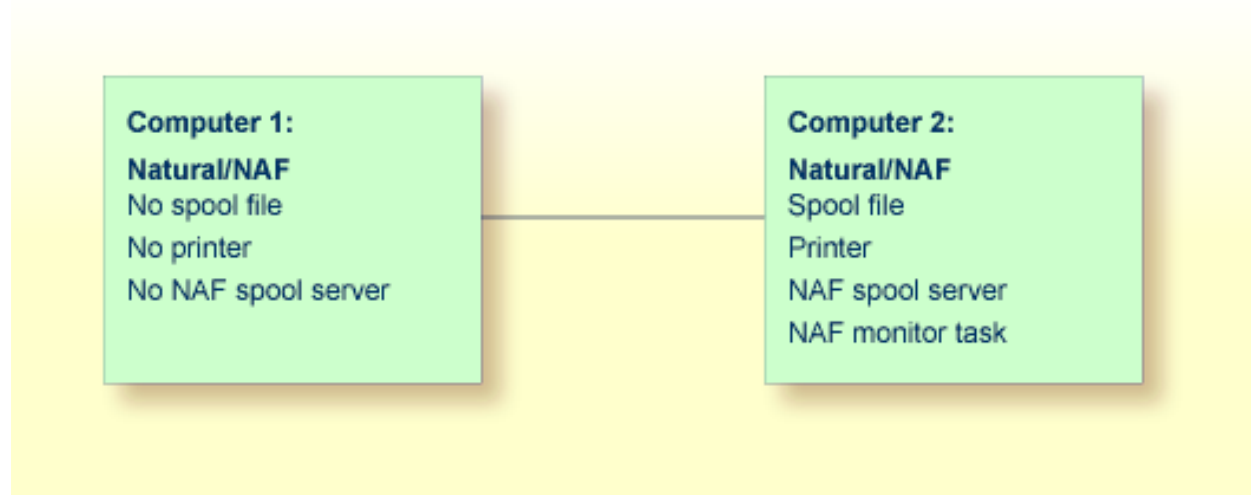 Computer 1:
Natural/NAF
No spool file
No printer
No NAF spool server
Computer 2:
Natural/NAF
Spool file
Printer
NAF spool server
NAF monitor task